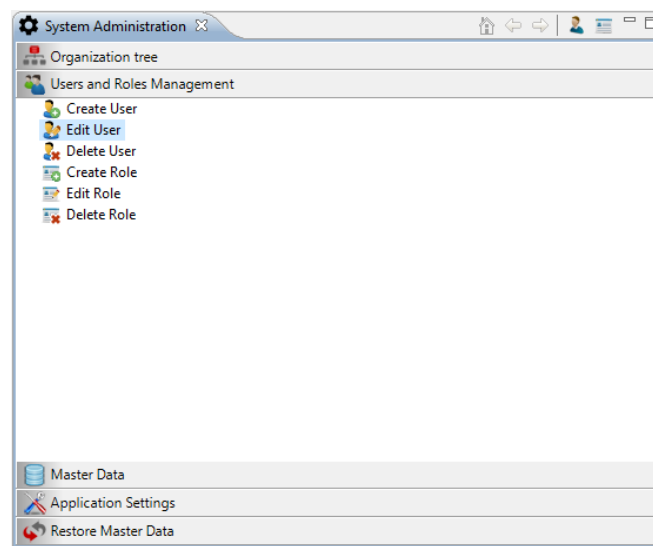 System Administration
Organization tree
Users and Roles Management
Create User
Edit User
Delete User
Create Role
Edit Role
Delete Role
Master Data
Application Settings
Restore Master Data